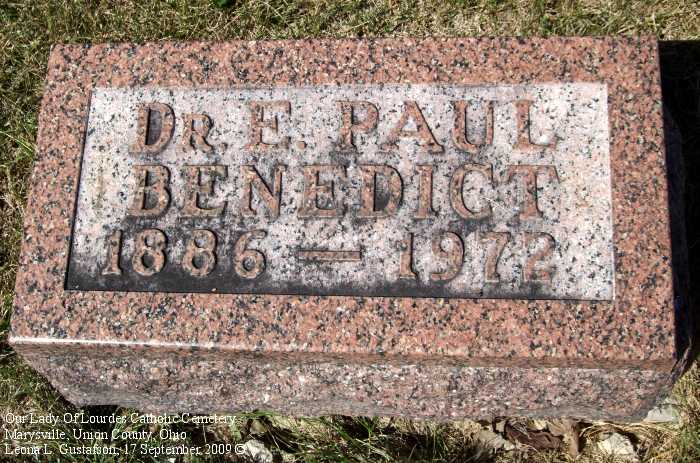 Dr. E. PAUL
BENEDICT
1886 — 1972
Our Lady Of Lourdes Catholic Cemetery
Marysville, Union County, Ohio
Leona L. Gustafson, 17 September 2009 ©